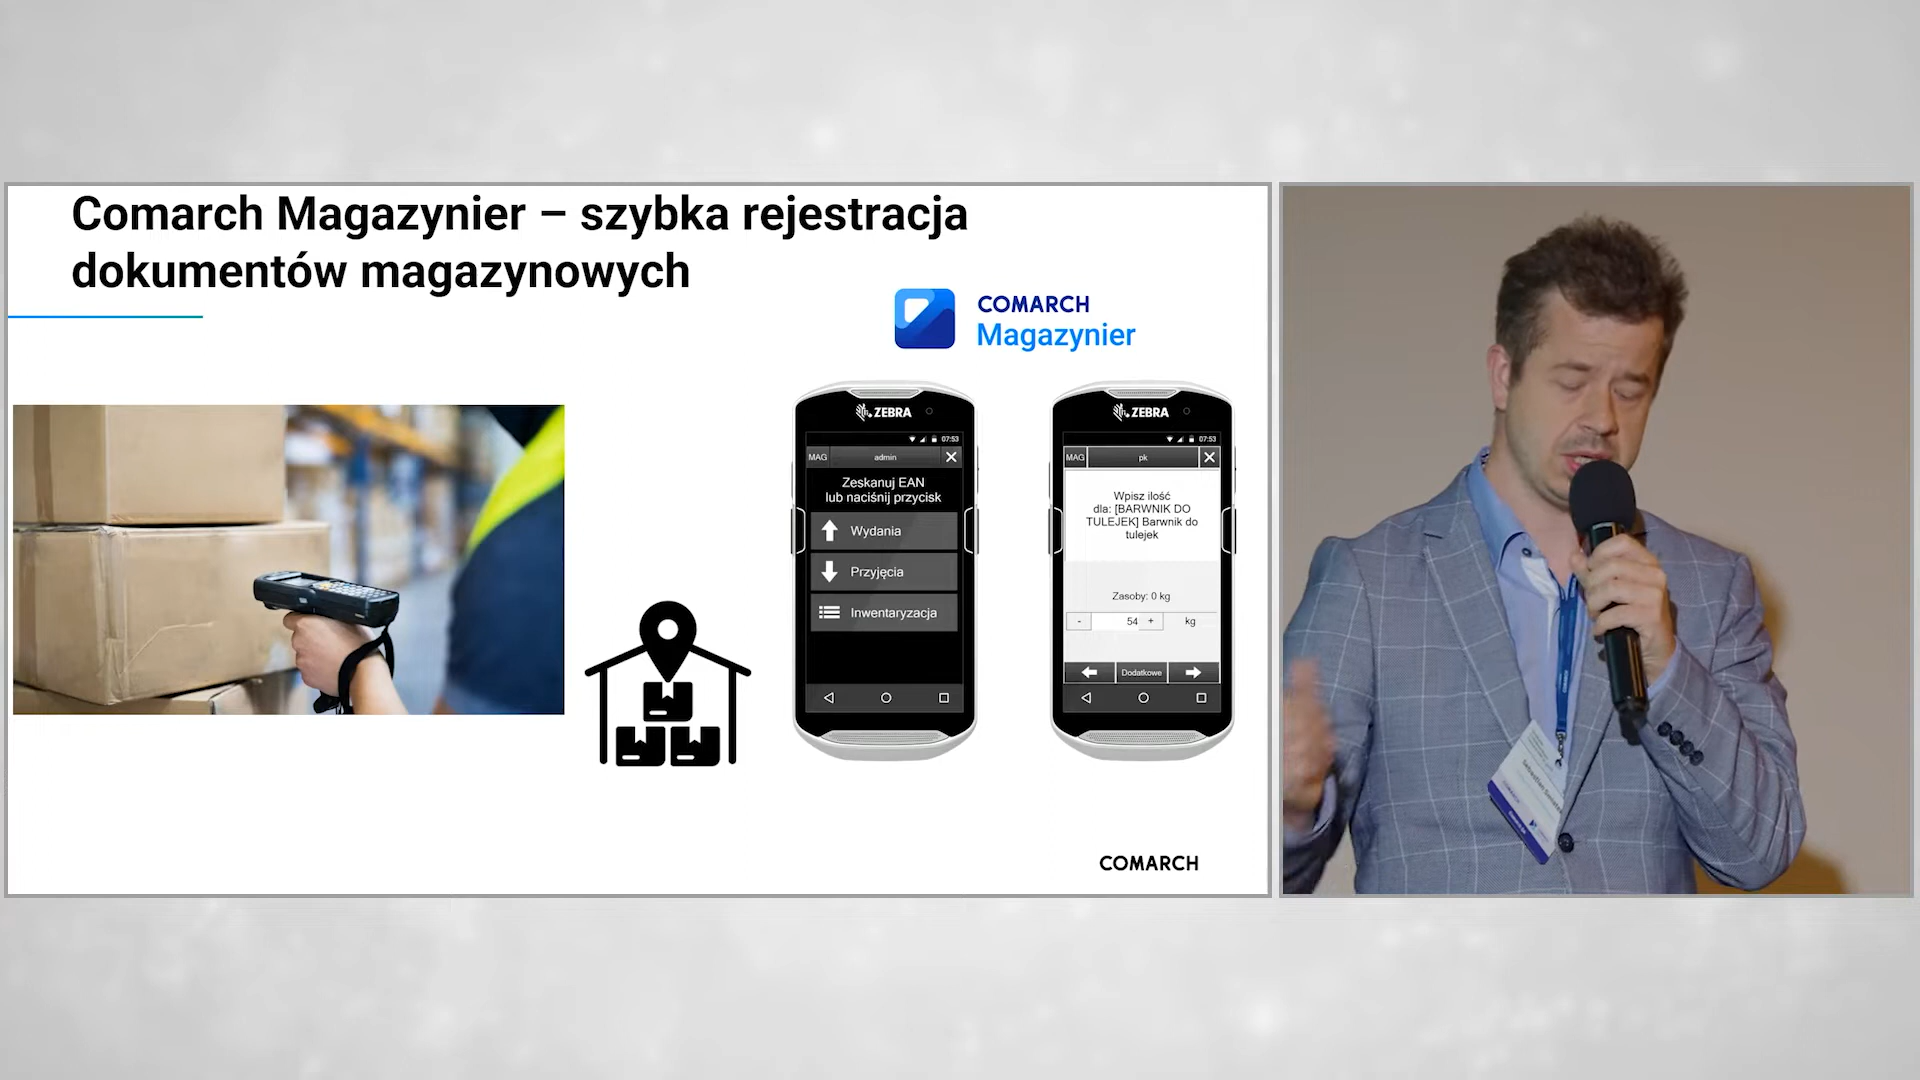 Comarch Magazynier – szybka rejestracja
dokumentów magazynowych
COMARCH
Magazynier
ZEBRA
07:53
MAG admin
Zeskanuj EAN
lub naciśnij przycisk
Wydania
Przyjęcia
Inwentaryzacja
ZEBRA
07:53
MAG pk
Wpisz ilość
dla: [BARWNIK DO
TULEJEK] Barwnik do
tulejek
Zasoby: 0 kg
- 54 + kg
Dodatkowe
COMARCH
Sebastian